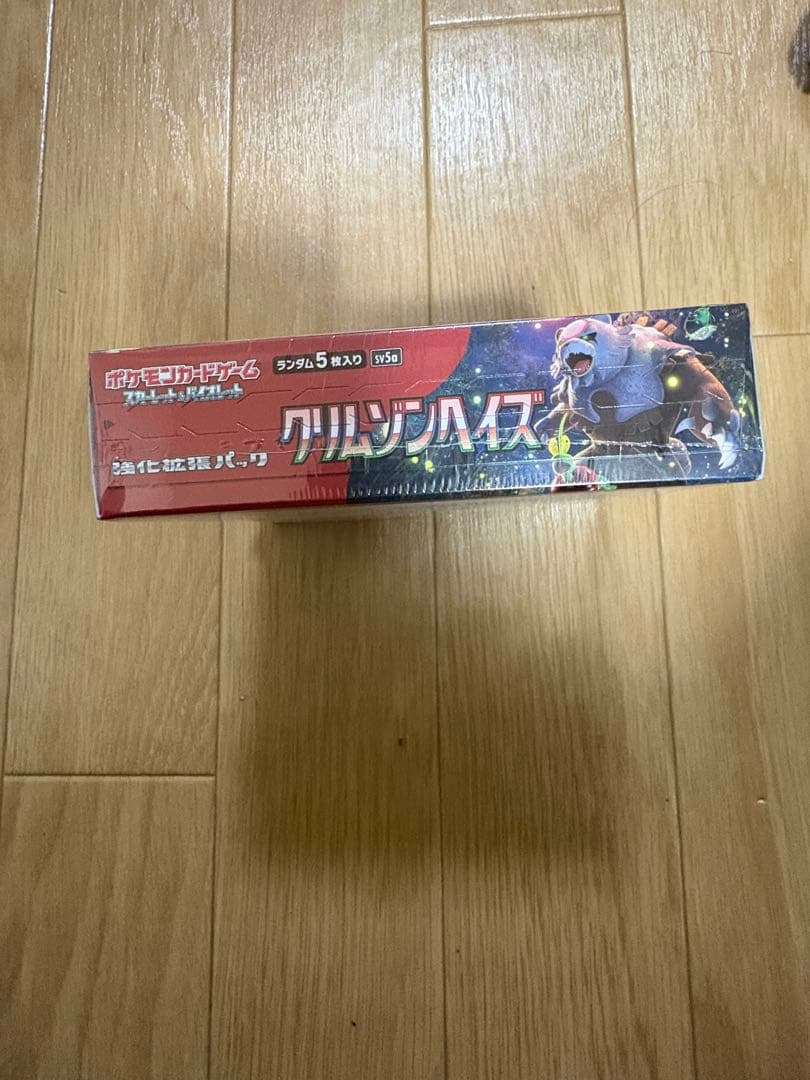 ポケモンカードゲーム
スカーレット&バイオレット
強化拡張パック
ランダム5枚入り sv5a
クリムゾンヘイズ